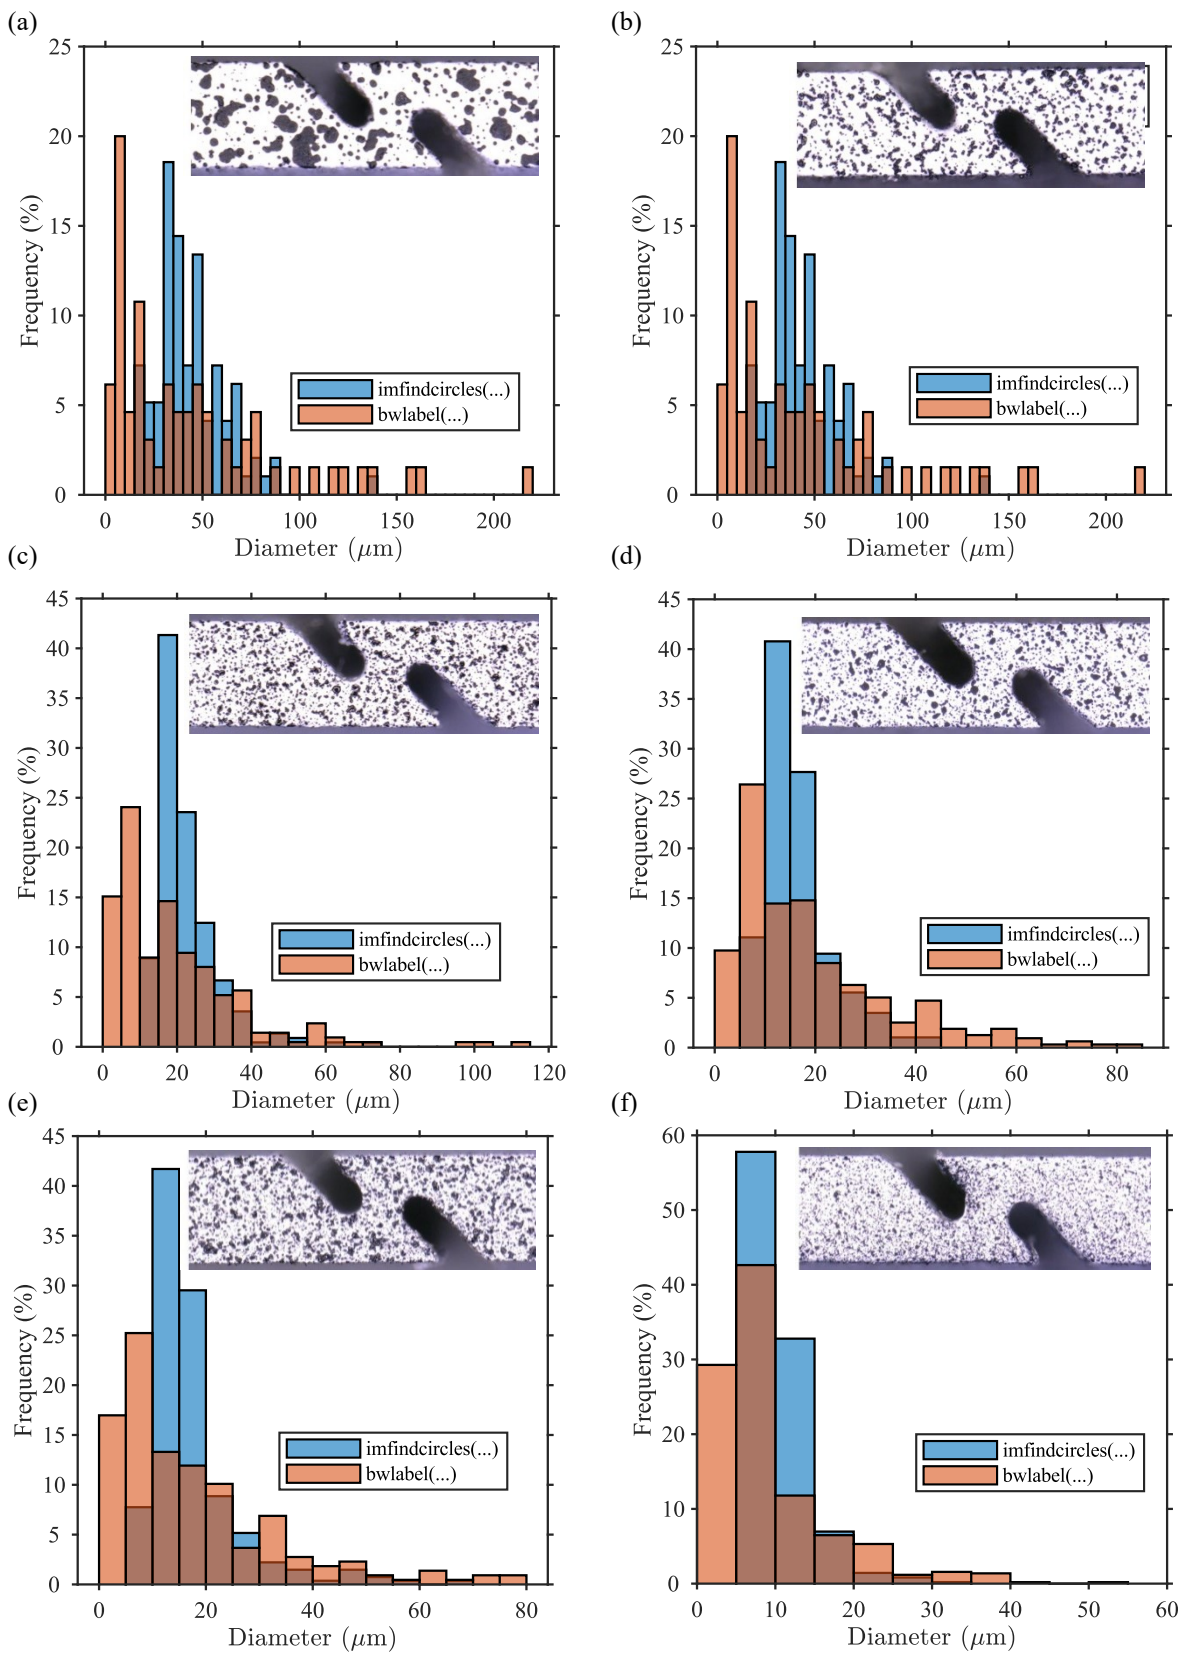 (a)
25
20
15
10
5
0
Frequency (%)
imfindcircles(...)
bwlabel(...)
0 50 100 150 200
Diameter (μm)
(b)
25
20
15
10
5
0
Frequency (%)
imfindcircles(...)
bwlabel(...)
0 50 100 150 200
Diameter (μm)
(c)
45
40
35
30
25
20
15
10
5
0
Frequency (%)
imfindcircles(...)
bwlabel(...)
0 20 40 60 80 100 120
Diameter (μm)
(d)
45
40
35
30
25
20
15
10
5
0
Frequency (%)
imfindcircles(...)
bwlabel(...)
0 20 40 60 80
Diameter (μm)
(e)
45
40
35
30
25
20
15
10
5
0
Frequency (%)
imfindcircles(...)
bwlabel(...)
0 20 40 60 80
Diameter (μm)
(f)
60
50
40
30
20
10
0
Frequency (%)
imfindcircles(...)
bwlabel(...)
0 10 20 30 40 50 60
Diameter (μm)